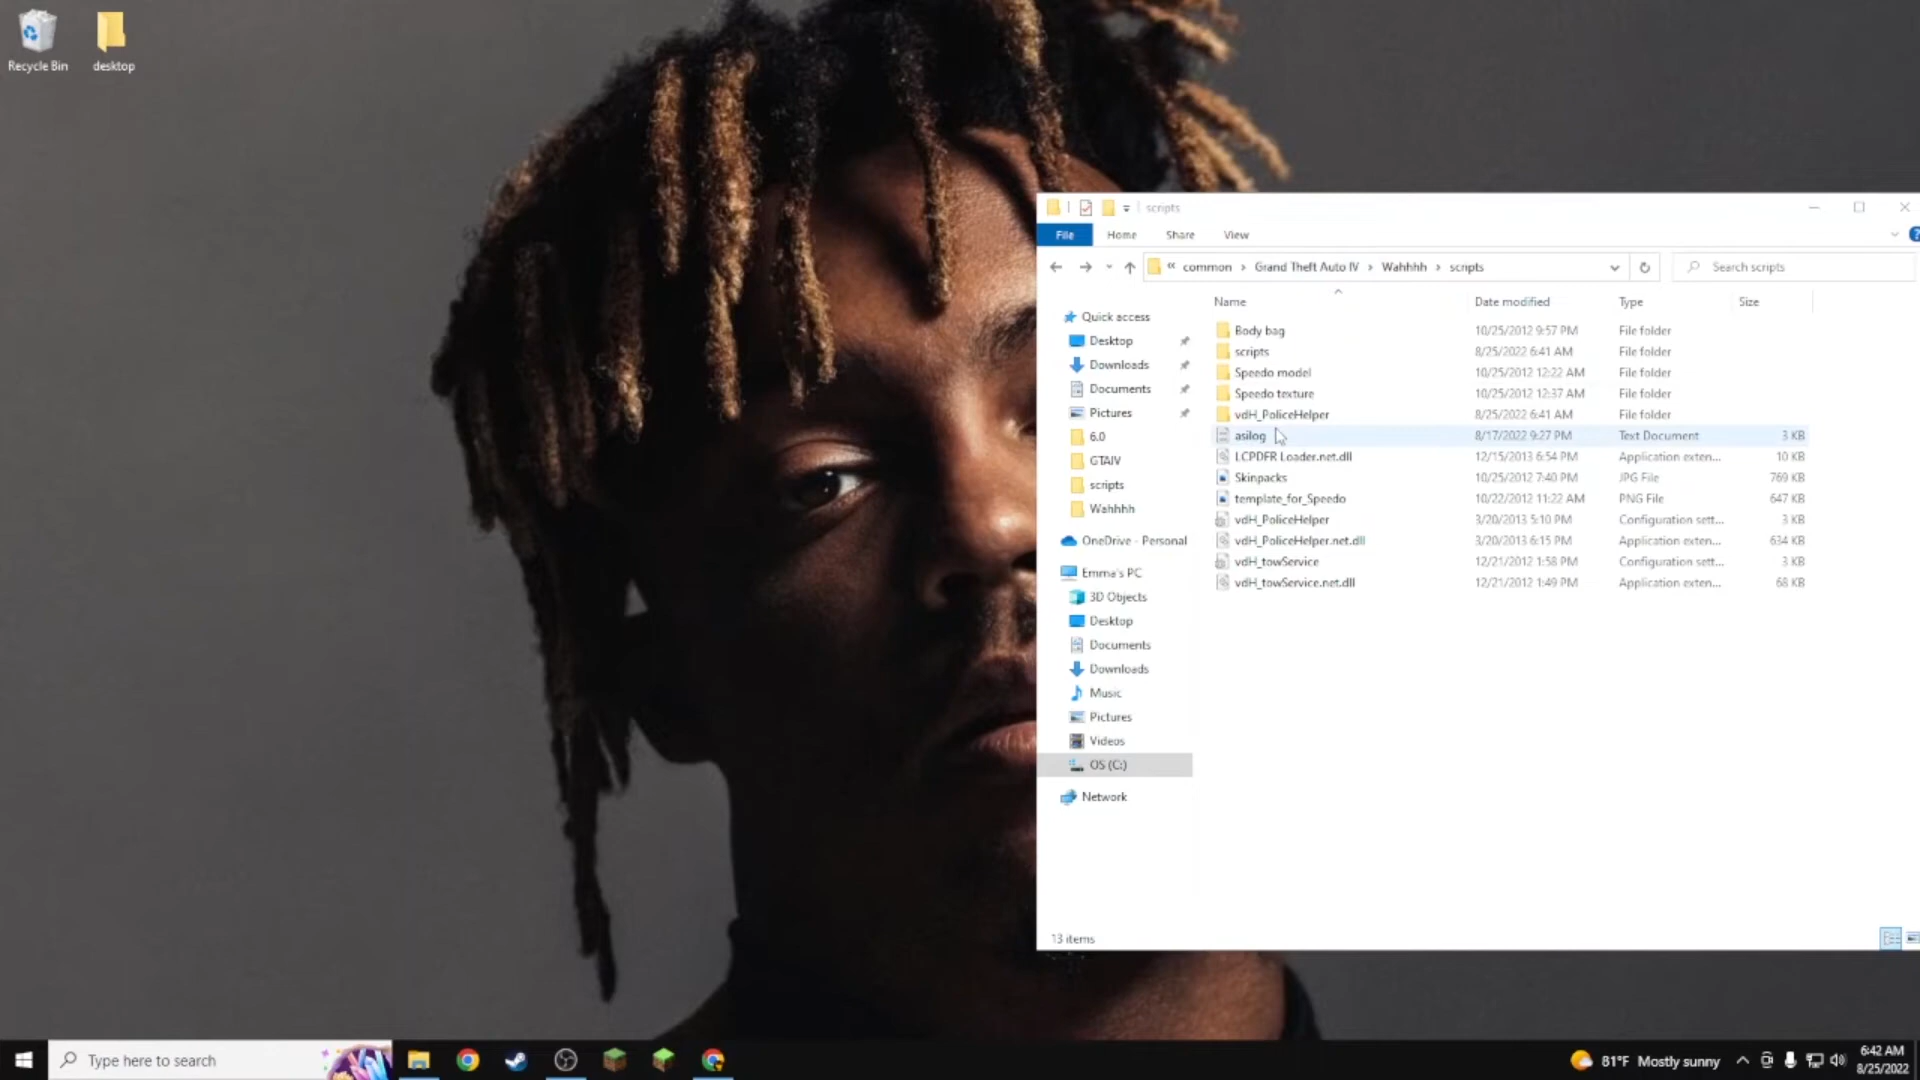 Recycle Bin
desktop
scripts
File Home Share View
« common › Grand Theft Auto IV › Wahhhh › scripts
Search scripts
Name Date modified Type Size
Quick access
Desktop
Downloads
Documents
Pictures
6.0
GTAIV
scripts
Wahhhh
OneDrive - Personal
Emma's PC
3D Objects
Desktop
Documents
Downloads
Music
Pictures
Videos
OS (C:)
Network
Body bag 10/25/2012 9:57 PM File folder
scripts 8/25/2022 6:41 AM File folder
Speedo model 10/25/2012 12:22 AM File folder
Speedo texture 10/25/2012 12:37 AM File folder
vdH_PoliceHelper 8/25/2022 6:41 AM File folder
asilog 8/17/2022 9:27 PM Text Document 3 KB
LCPDFR Loader.net.dll 12/15/2013 6:54 PM Application exten... 10 KB
Skinpacks 10/25/2012 7:40 PM JPG File 769 KB
template_for_Speedo 10/22/2012 11:22 AM PNG File 647 KB
vdH_PoliceHelper 3/20/2013 5:10 PM Configuration sett... 3 KB
vdH_PoliceHelper.net.dll 3/20/2013 6:15 PM Application exten... 634 KB
vdH_towService 12/21/2012 1:58 PM Configuration sett... 3 KB
vdH_towService.net.dll 12/21/2012 1:49 PM Application exten... 68 KB
13 items
Type here to search
81°F Mostly sunny
6:42 AM
8/25/2022